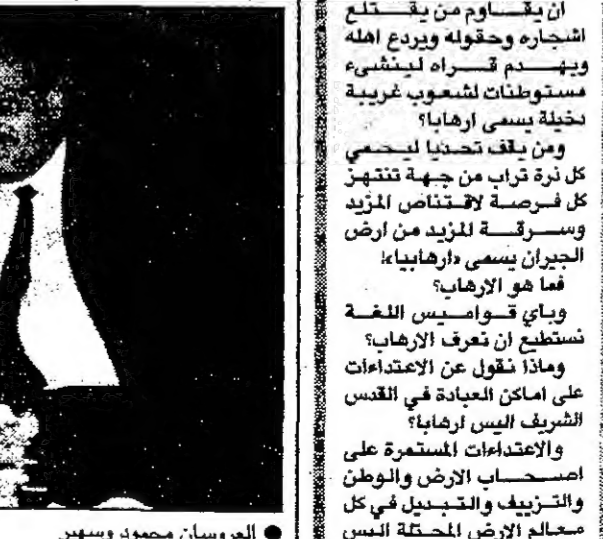 ان يقاوم من يقتلع
اشجاره وحقوله ويردع اهله
ويهدم قراه لينشيء
مستوطنات لشعوب غريبة
دخيلة يسمى ارهابا؟
ومن يقف تحديا ليحمي
كل ذرة تراب من جهة تنتهز
كل فرصة لاقتناص المزيد
وسرقة المزيد من ارض
الجيران يسمى «ارهابيا»!
فما هو الارهاب؟
وباي قواميس اللغة
نستطيع ان نعرف الارهاب؟
وماذا نقول عن الاعتداءات
على اماكن العبادة في القدس
الشريف اليس ارهابا؟
والاعتداءات المستمرة على
اصحاب الارض والوطن
والتزييف والتبديل في كل
معالم الارض المحتلة اليس
● العروسان محمود وسهير